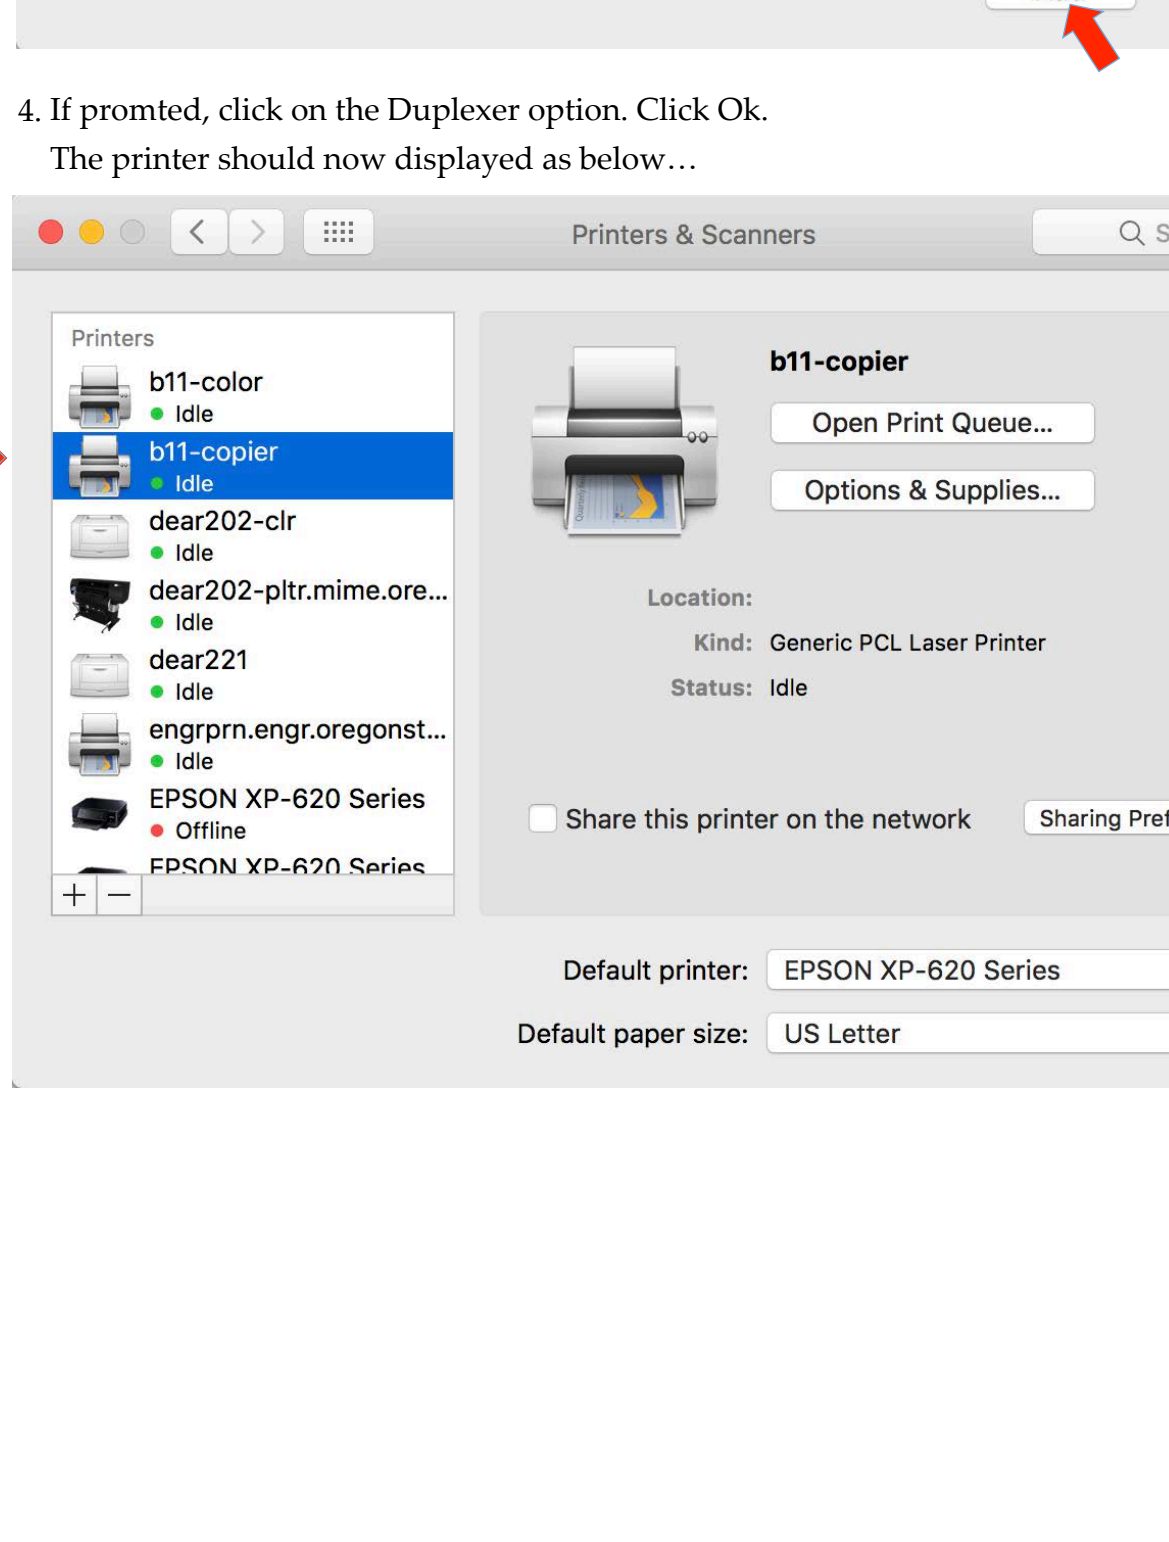 4. If promted, click on the Duplexer option. Click Ok.
The printer should now displayed as below…
Printers & Scanners
S
Printers
b11-color
Idle
b11-copier
Idle
dear202-clr
Idle
dear202-pltr.mime.ore...
Idle
dear221
Idle
engrprn.engr.oregonst...
Idle
EPSON XP-620 Series
Offline
EPSON XP-620 Series
b11-copier
Open Print Queue...
Options & Supplies...
Location:
Kind: Generic PCL Laser Printer
Status: Idle
Share this printer on the network
Sharing Pref
Default printer: EPSON XP-620 Series
Default paper size: US Letter